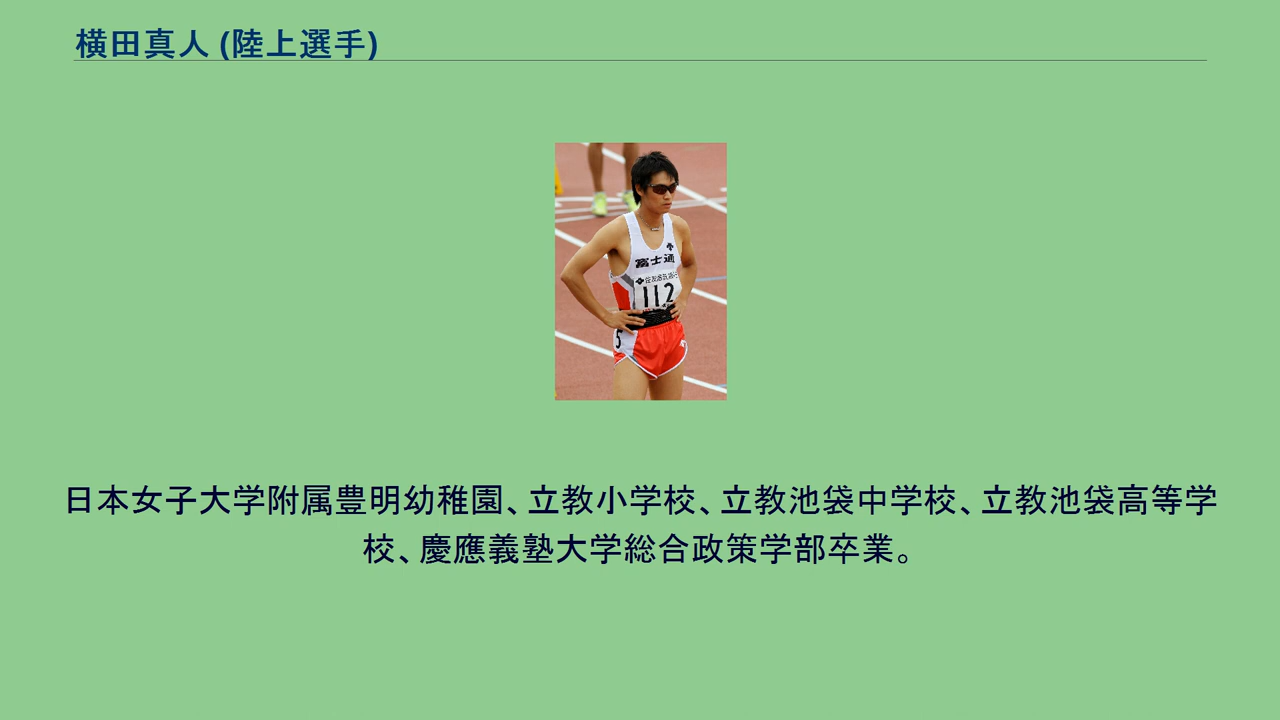 横田真人 (陸上選手)
富士通
112
5
日本女子大学附属豊明幼稚園、立教小学校、立教池袋中学校、立教池袋高等学
校、慶應義塾大学総合政策学部卒業。